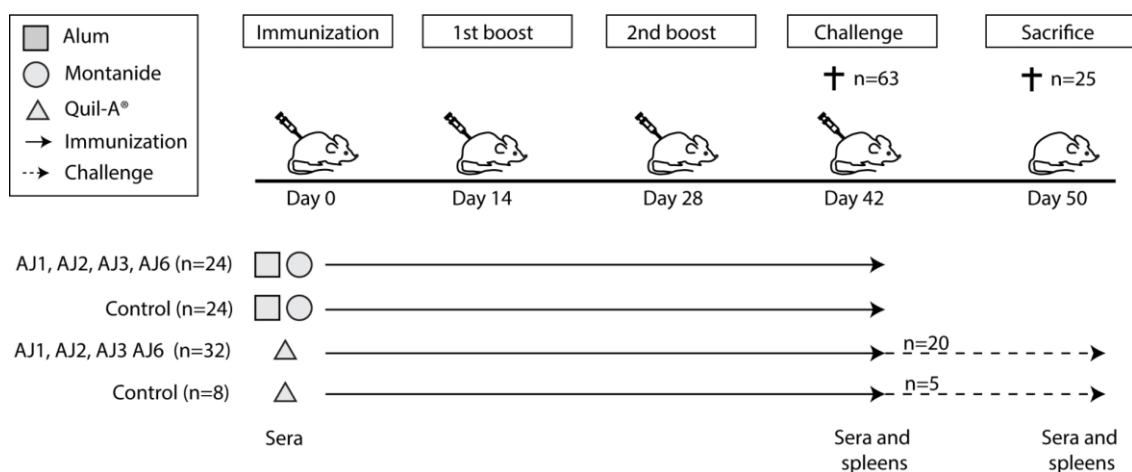 Alum
Montanide
Quil-A®
Immunization
Challenge
Immunization 1st boost 2nd boost Challenge Sacrifice
n=63 n=25
Day 0 Day 14 Day 28 Day 42 Day 50
AJ1, AJ2, AJ3, AJ6 (n=24)
Control (n=24)
AJ1, AJ2, AJ3 AJ6 (n=32) n=20
Control (n=8) n=5
Sera Sera and Sera and
spleens spleens